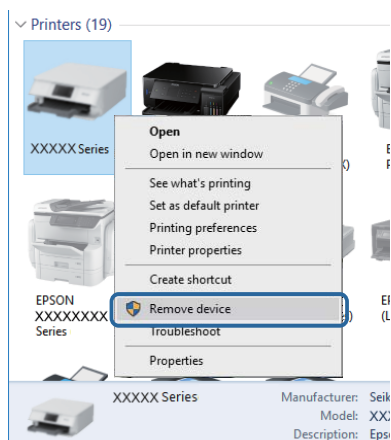 Printers (19)
Open
XXXXX Series
Open in new window
See what's printing
Set as default printer
Printing preferences
Printer properties
Create shortcut
EPSON
XXXXXXXX
Series
Remove device
Troubleshoot
Properties
XXXXX Series
Manufacturer:
Model:
Description: